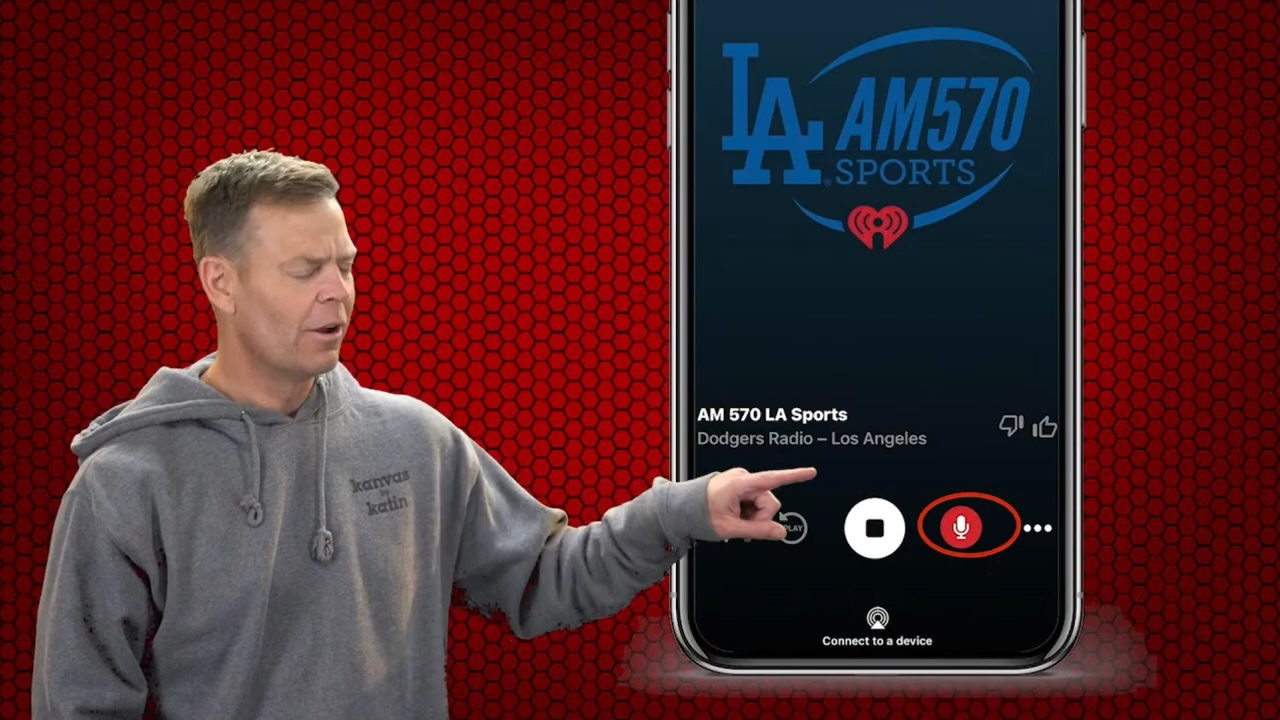 LA AM570
SPORTS
AM 570 LA Sports
Dodgers Radio – Los Angeles
kanvas
by
katin
Connect to a device